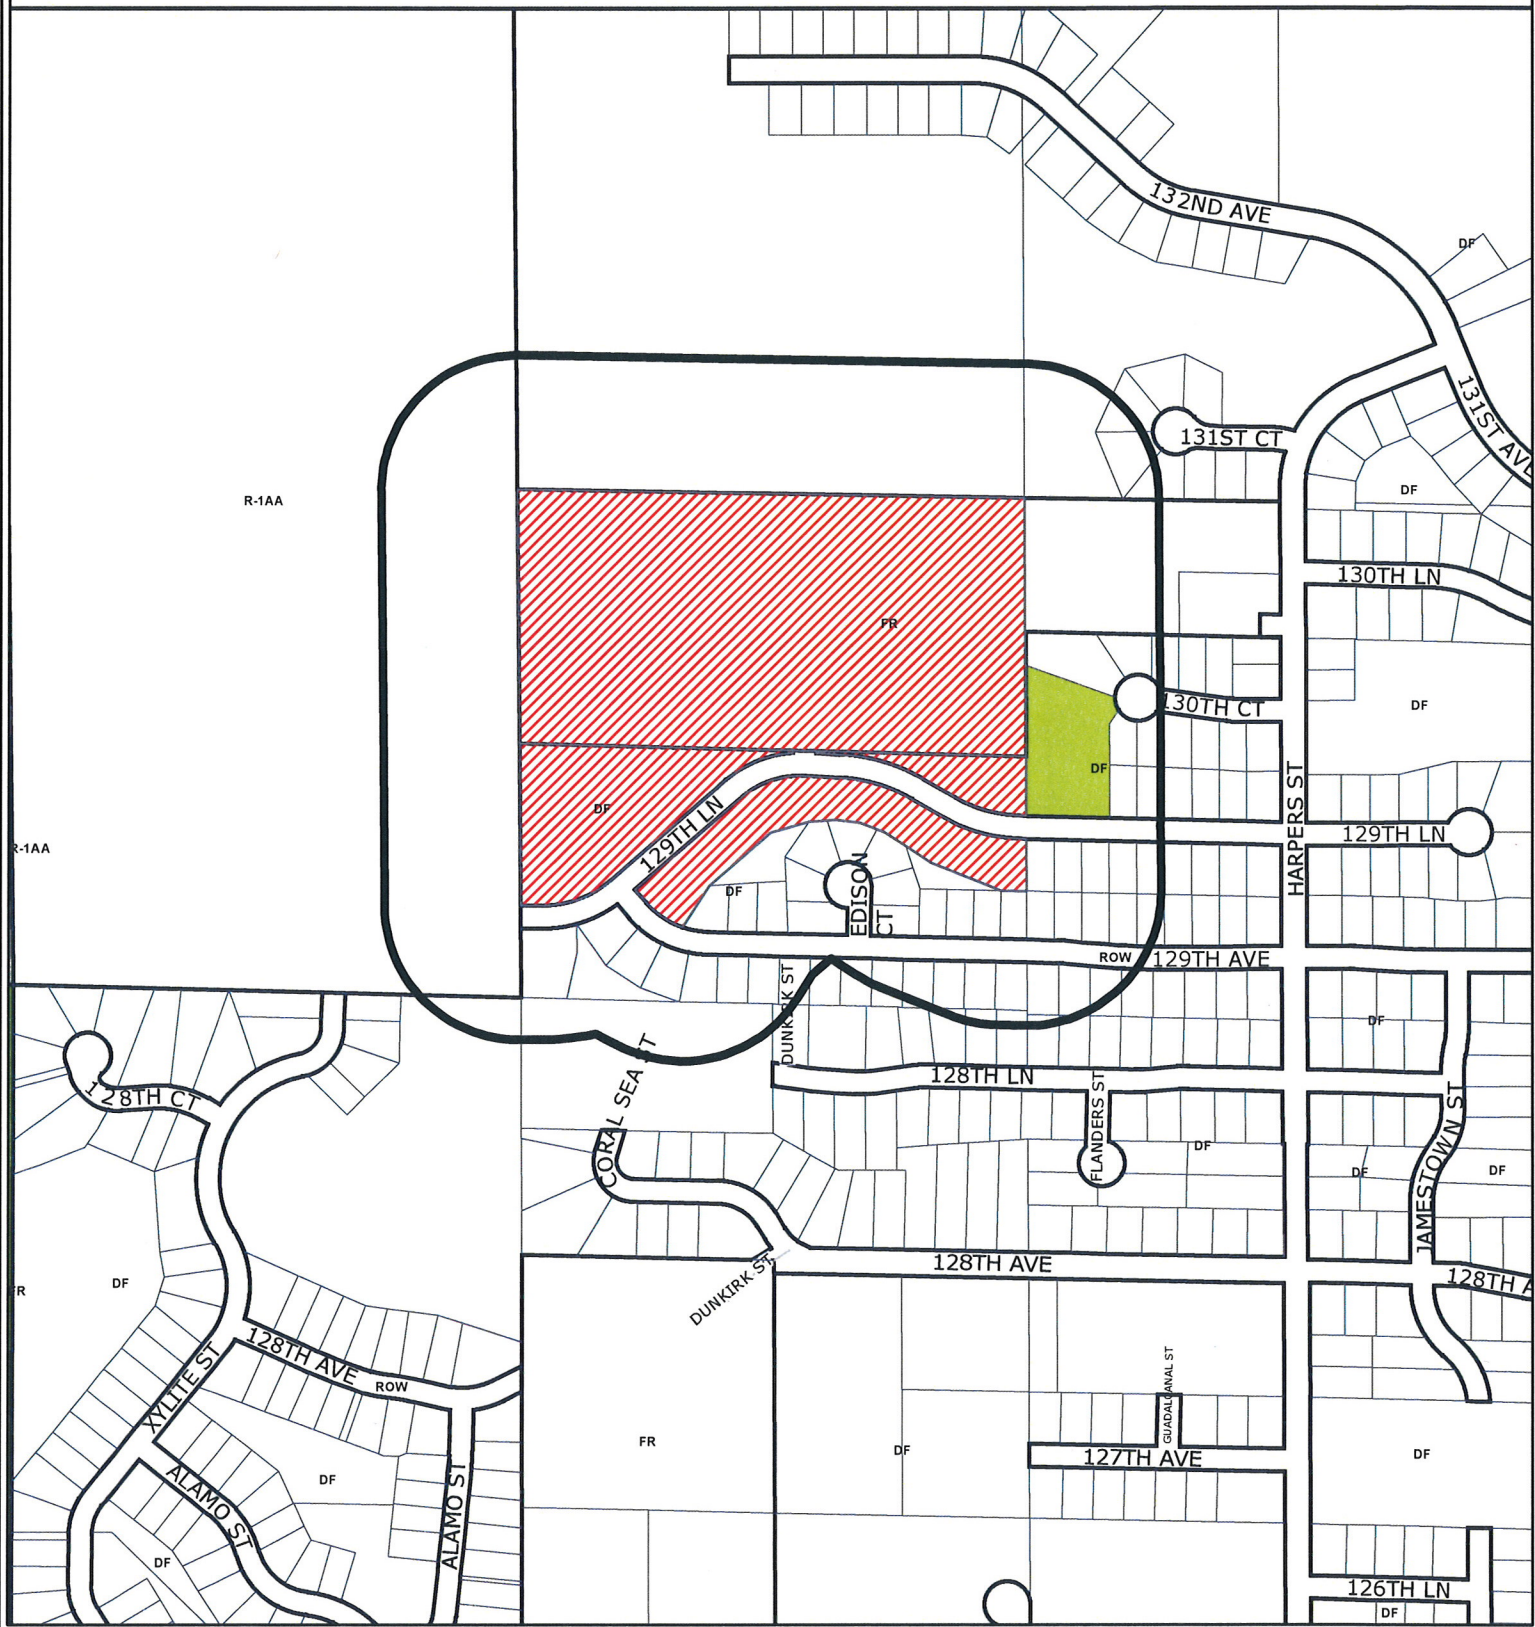 132ND AVE
DF
131ST AVE
131ST CT
R-1AA
DF
130TH LN
FR
130TH CT
DF
DF
HARPERS ST
DF
129TH LN
129TH LN
R-1AA
EDISON
CT
DF
ROW
129TH AVE
DUNKIRK ST
DF
CORAL SEA ST
128TH LN
FLANDERS ST
JAMESTOWN ST
128TH CT
DF
DF
DF
128TH AVE
128TH A
FR
DF
DUNKIRK ST
128TH AVE
ROW
XYLITE ST
GUADALCANAL ST
FR
DF
127TH AVE
DF
DF
ALAMO ST
ALAMO ST
DF
126TH LN
DF